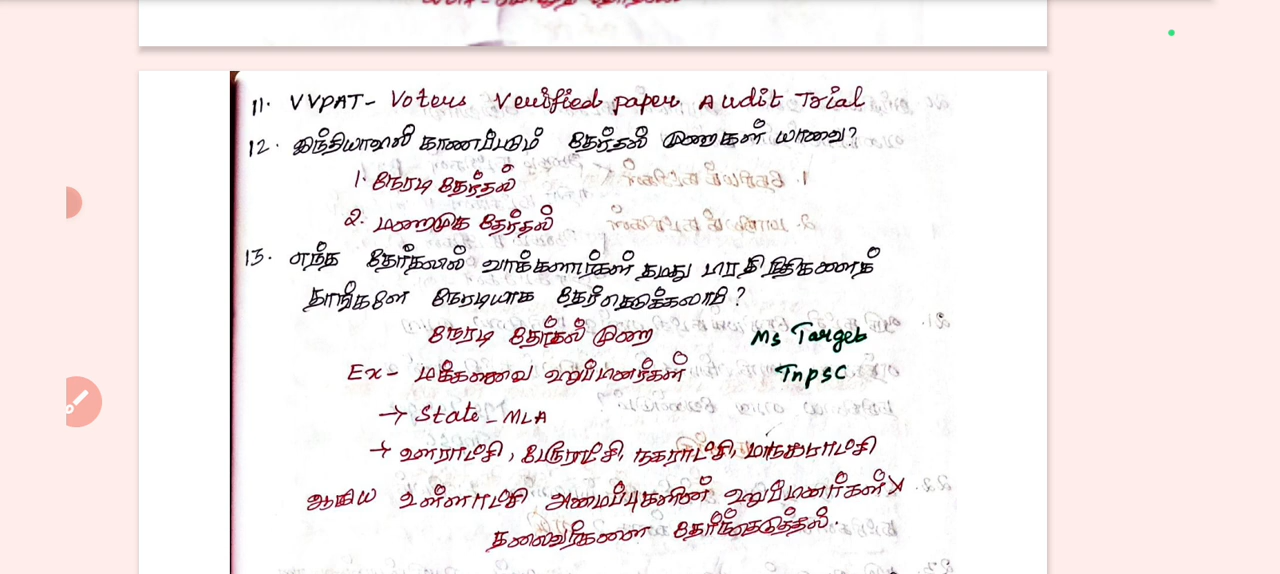 11. VVPAT- Voters Verified paper Audit Trial
12. இந்தியாவில் காணப்படும் தேர்தல் முறைகள் யாவை?
1. நேரடி தேர்தல்
2. மறைமுக தேர்தல்
13. எந்த தேர்தலில் வாக்காளர்கள் தமது பிரதிநிதிகளைத்
தாங்களே நேரடியாக தேர்ந்தெடுக்கலாம்?
நேரடி தேர்தல் முறை
Ms Target
Ex- மக்களவை உறுப்பினர்கள்
Tnpsc
→ State - MLA
→ ஊராட்சி, பேரூராட்சி, நகராட்சி, மாநகராட்சி
ஆகிய உள்ளாட்சி அமைப்புகளின் உறுப்பினர்கள்
தலைவர்களை தேர்ந்தெடுத்தல்.